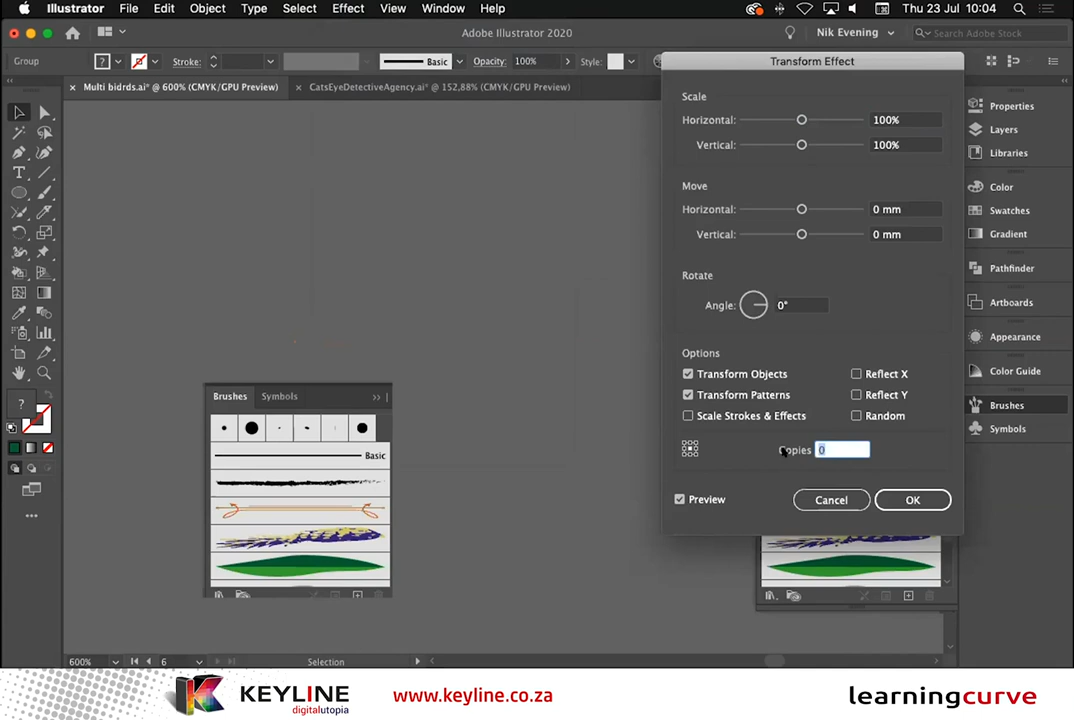 Illustrator File Edit Object Type Select Effect View Window Help Thu 23 Jul 10:04
Adobe Illustrator 2020 Nik Evening Search Adobe Stock
Group ? Stroke: Basic Opacity: 100% Style:
× Multi bidrds.ai* @ 600% (CMYK/GPU Preview) × CatsEyeDetectiveAgency.ai* @ 152,88% (CMYK/GPU Preview)
Transform Effect
Scale
Horizontal: 100%
Vertical: 100%
Move
Horizontal: 0 mm
Vertical: 0 mm
Rotate
Angle: 0°
Options
Transform Objects Reflect X
Transform Patterns Reflect Y
Scale Strokes & Effects Random
Copies 0
Preview Cancel OK
Properties
Layers
Libraries
Color
Swatches
Gradient
Pathfinder
Artboards
Appearance
Color Guide
Brushes
Symbols
?
Brushes Symbols
Basic
600% 6 Selection
KEYLINE
digitalutopia
www.keyline.co.za
learningcurve